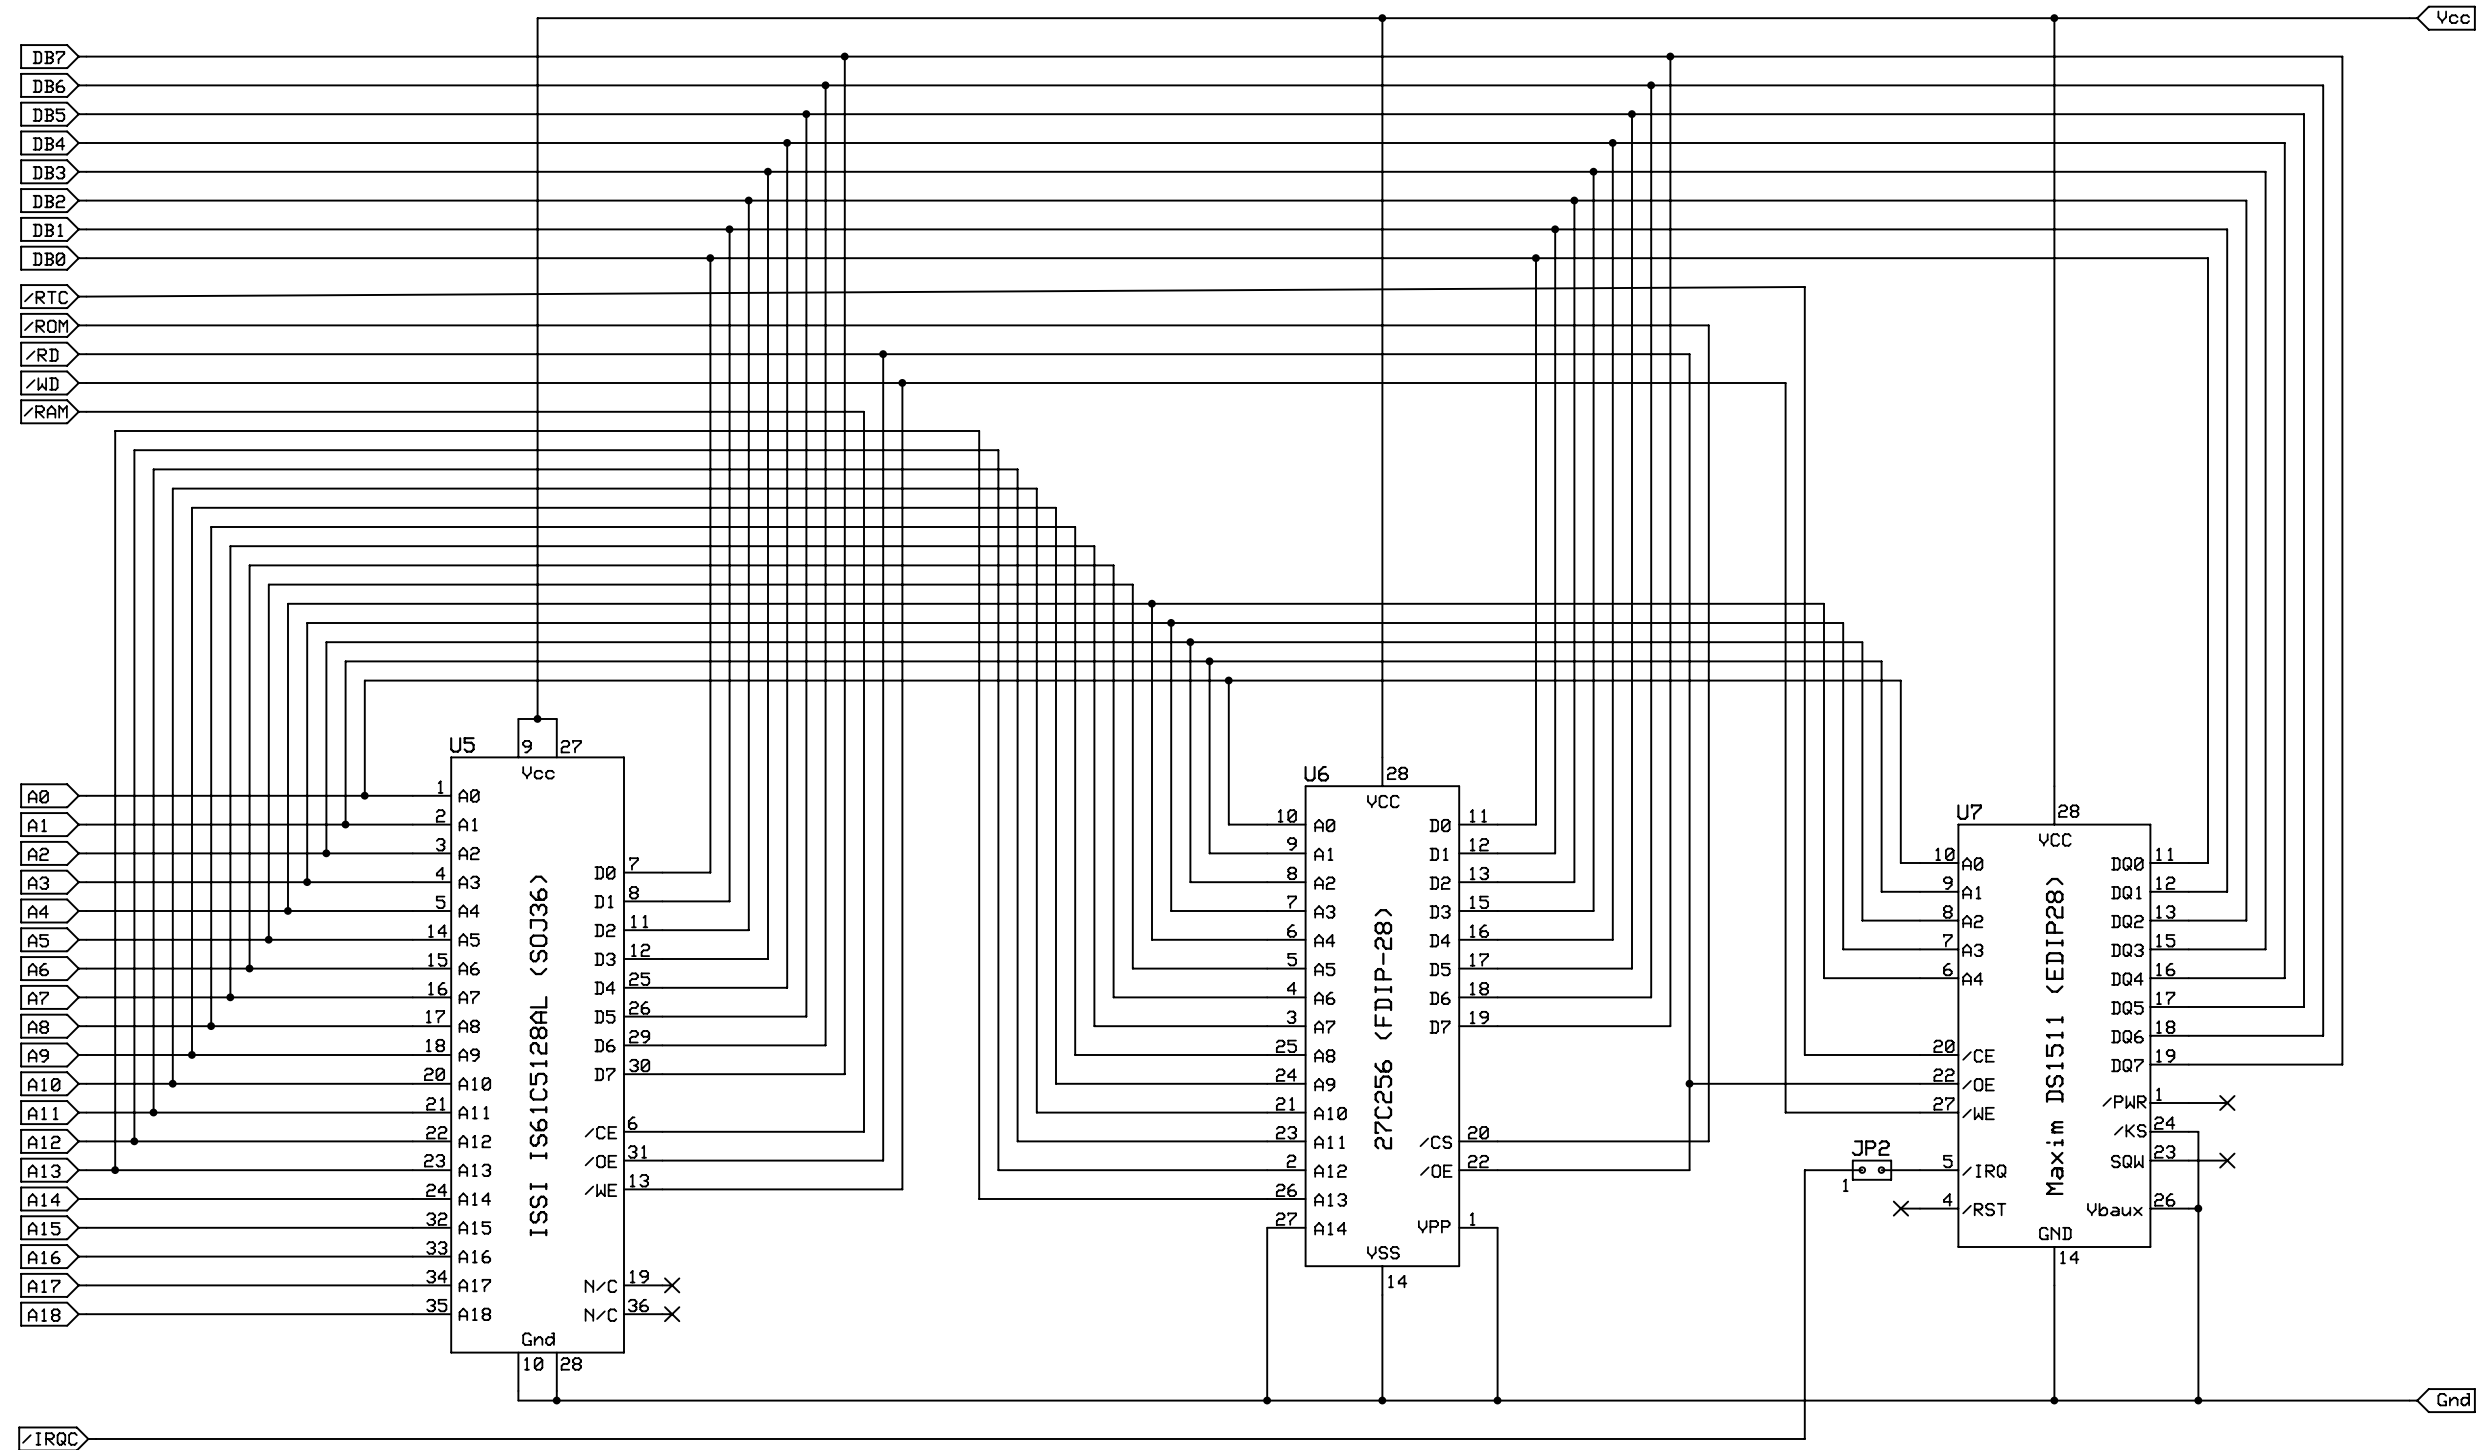 Vcc
DB7
DB6
DB5
DB4
DB3
DB2
DB1
DB0
/RTC
/ROM
/RD
/WD
/RAM
A0
A1
A2
A3
A4
A5
A6
A7
A8
A9
A10
A11
A12
A13
A14
A15
A16
A17
A18
/IRQC
U5
9 27
Vcc
1 A0
2 A1
3 A2
4 A3
5 A4
14 A5
15 A6
16 A7
17 A8
18 A9
20 A10
21 A11
22 A12
23 A13
24 A14
32 A15
33 A16
34 A17
35 A18
ISSI IS61C5128AL (SOJ36)
D0 7
D1 8
D2 11
D3 12
D4 25
D5 26
D6 29
D7 30
/CE 6
/OE 31
/WE 13
N/C 19
N/C 36
Gnd
10 28
U6
28
VCC
10 A0
9 A1
8 A2
7 A3
6 A4
5 A5
4 A6
3 A7
25 A8
24 A9
21 A10
23 A11
2 A12
26 A13
27 A14
27C256 (FDIP-28)
D0 11
D1 12
D2 13
D3 15
D4 16
D5 17
D6 18
D7 19
/CS 20
/OE 22
VPP 1
VSS
14
U7
28
VCC
10 A0
9 A1
8 A2
7 A3
6 A4
20 /CE
22 /OE
27 /WE
JP2
1
5 /IRQ
4 /RST
Maxim DS1511 (EDIP28)
DQ0 11
DQ1 12
DQ2 13
DQ3 15
DQ4 16
DQ5 17
DQ6 18
DQ7 19
/PWR 1
/KS 24
SQW 23
Vbaux 26
GND
14
Gnd